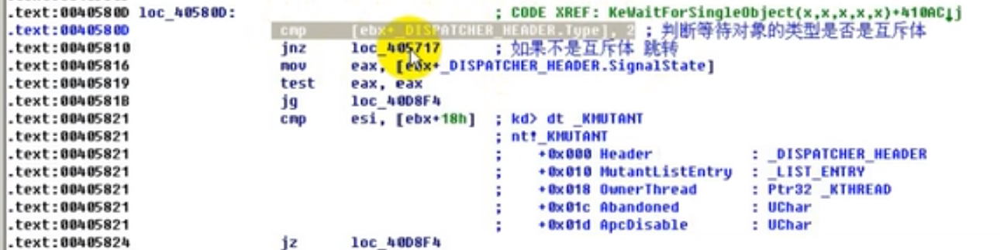 .text:0040580D loc_40580D: ; CODE XREF: KeWaitForSingleObject(x,x,x,x,x)+410AC↓j
.text:0040580D cmp [ebx+_DISPATCHER_HEADER.Type], 2 ; 判断等待对象的类型是否是互斥体
.text:00405810 jnz loc_405717 ; 如果不是互斥体 跳转
.text:00405816 mov eax, [ebx+_DISPATCHER_HEADER.SignalState]
.text:00405819 test eax, eax
.text:0040581B jg loc_40D8F4
.text:00405821 cmp esi, [ebx+18h] ; kd> dt _KMUTANT
.text:00405821 ; nt!_KMUTANT
.text:00405821 ; +0x000 Header : _DISPATCHER_HEADER
.text:00405821 ; +0x010 MutantListEntry : _LIST_ENTRY
.text:00405821 ; +0x018 OwnerThread : Ptr32 _KTHREAD
.text:00405821 ; +0x01c Abandoned : UChar
.text:00405821 ; +0x01d ApcDisable : UChar
.text:00405824 jz loc_40D8F4